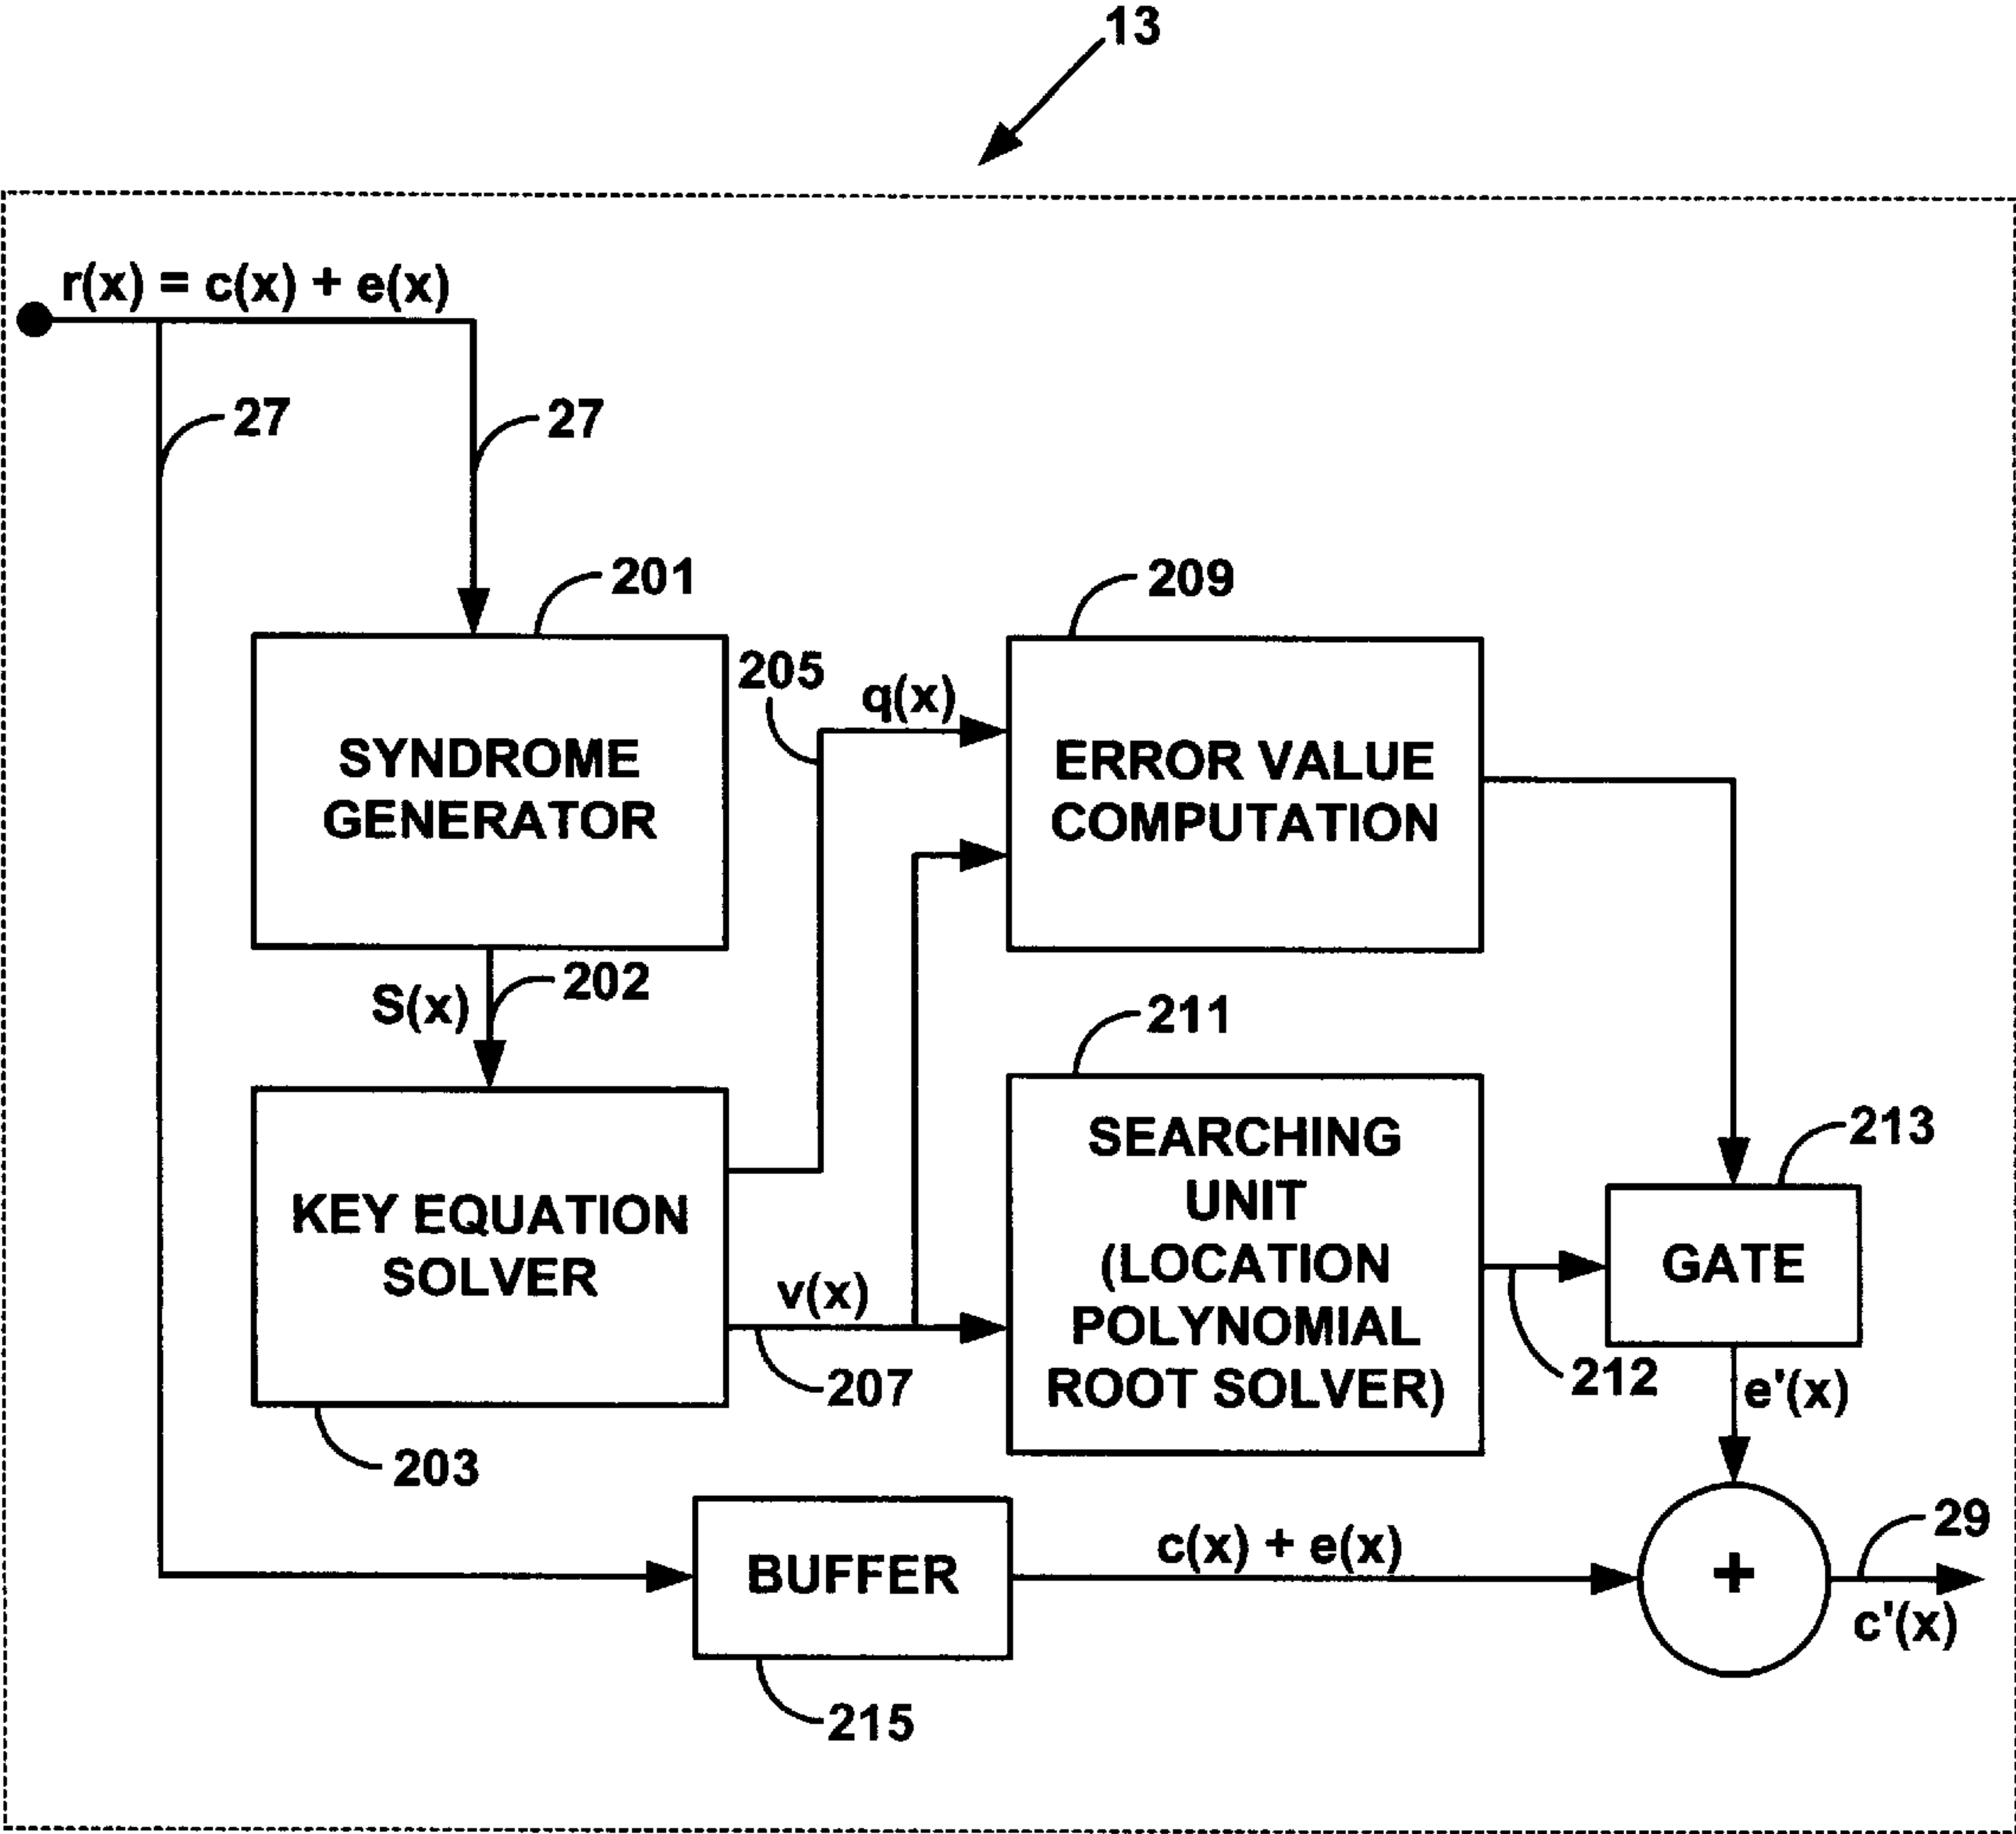 13
r(x) = c(x) + e(x)
27
27
201
209
205
q(x)
SYNDROME
GENERATOR
ERROR VALUE
COMPUTATION
S(x)
202
211
213
KEY EQUATION
SOLVER
SEARCHING
UNIT
(LOCATION
POLYNOMIAL
ROOT SOLVER)
GATE
v(x)
207
212
e'(x)
203
BUFFER
c(x) + e(x)
+
29
c'(x)
215